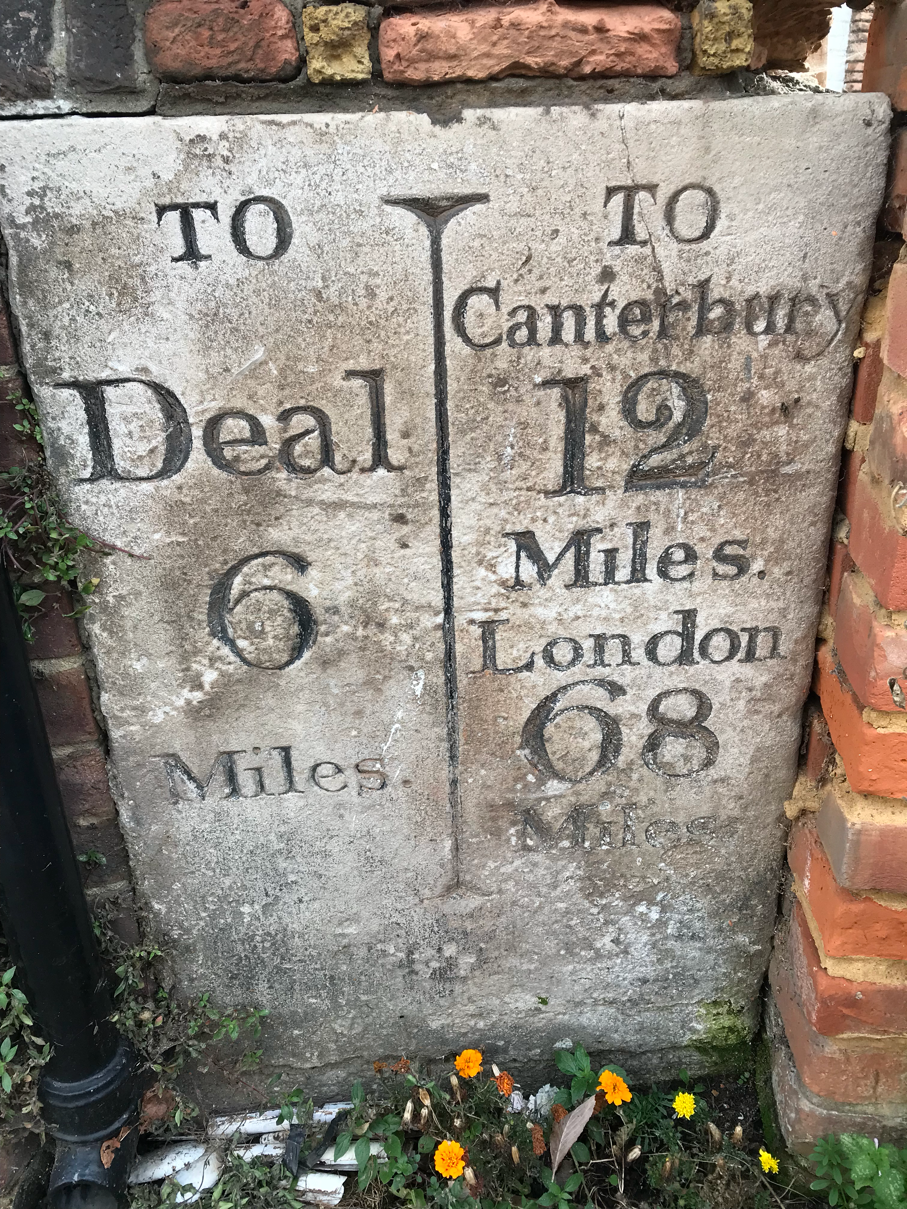 TO
Deal
6
Miles
TO
Canterbury
12
Miles.
London
68
Miles